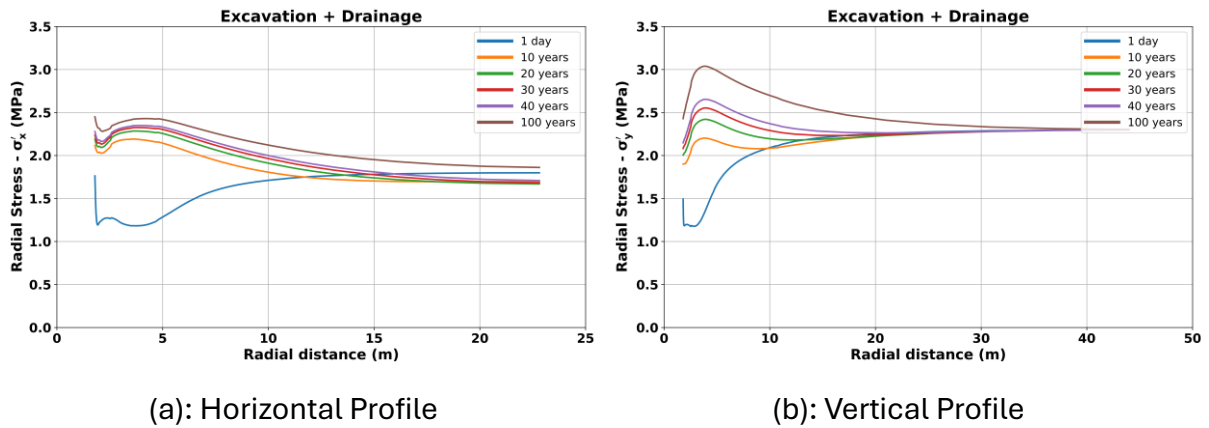 Excavation + Drainage
3.5
3.0
2.5
2.0
1.5
1.0
0.5
0.0
Radial Stress - σ′x (MPa)
1 day
10 years
20 years
30 years
40 years
100 years
0 5 10 15 20 25
Radial distance (m)
(a): Horizontal Profile
Excavation + Drainage
3.5
3.0
2.5
2.0
1.5
1.0
0.5
0.0
Radial Stress - σ′y (MPa)
1 day
10 years
20 years
30 years
40 years
100 years
0 10 20 30 40 50
Radial distance (m)
(b): Vertical Profile